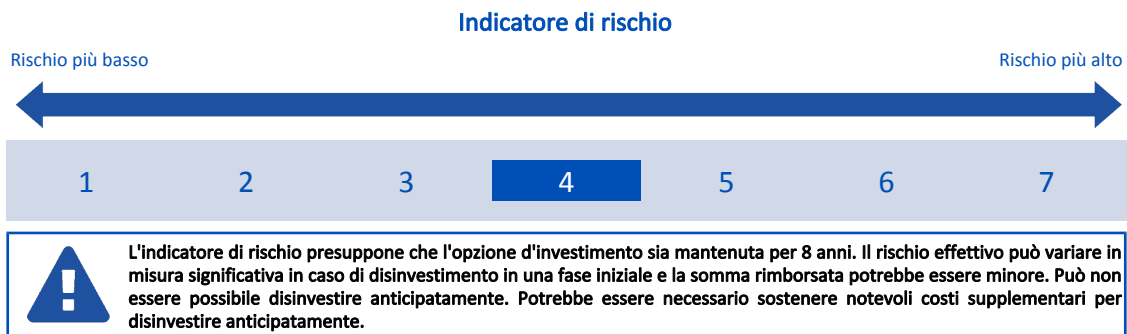 Indicatore di rischio
Rischio più basso
Rischio più alto
1 2 3 4 5 6 7
L'indicatore di rischio presuppone che l'opzione d'investimento sia mantenuta per 8 anni. Il rischio effettivo può variare in
misura significativa in caso di disinvestimento in una fase iniziale e la somma rimborsata potrebbe essere minore. Può non
essere possibile disinvestire anticipatamente. Potrebbe essere necessario sostenere notevoli costi supplementari per
disinvestire anticipatamente.